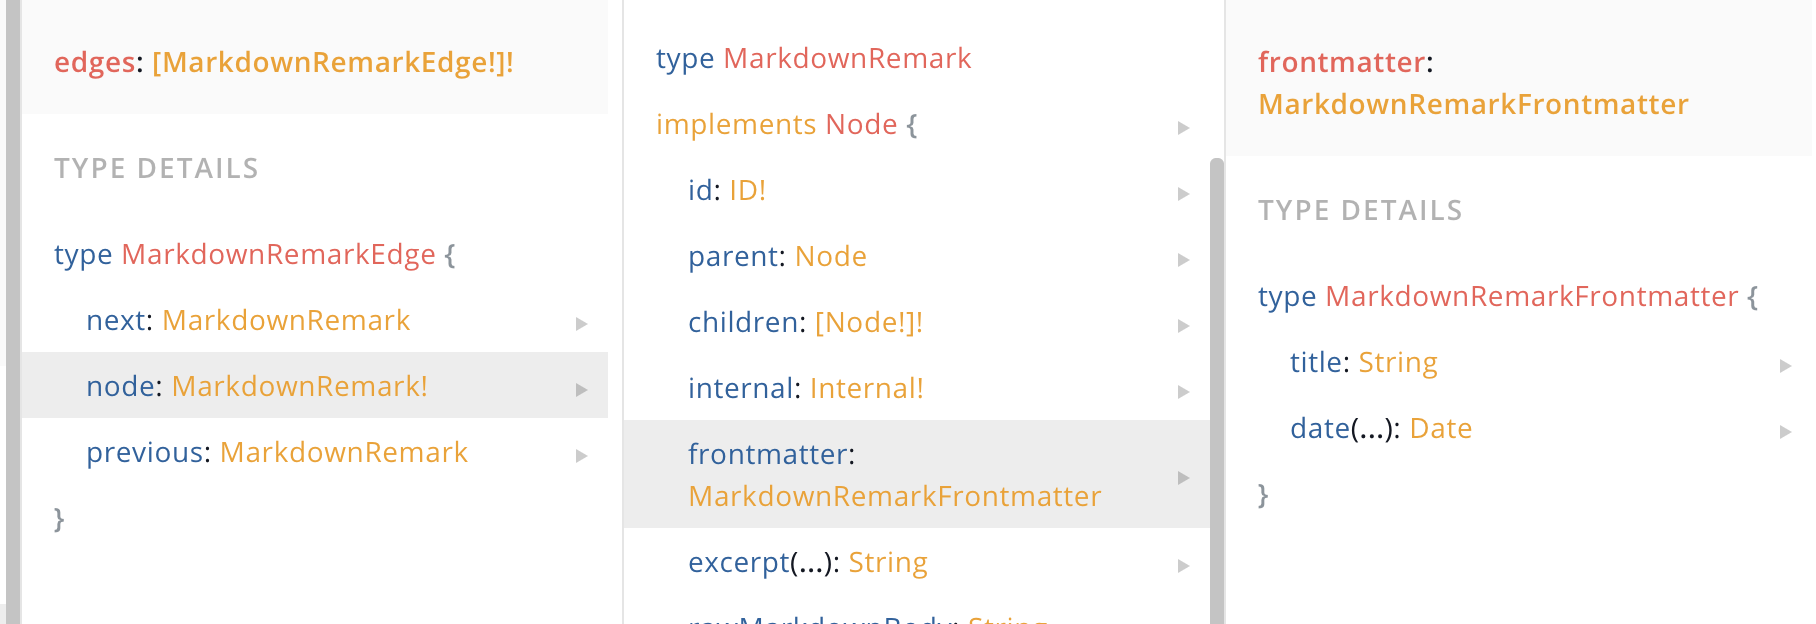 edges: [MarkdownRemarkEdge!]!
TYPE DETAILS
type MarkdownRemarkEdge {
next: MarkdownRemark
node: MarkdownRemark!
previous: MarkdownRemark
}
type MarkdownRemark
implements Node {
id: ID!
parent: Node
children: [Node!]!
internal: Internal!
frontmatter:
MarkdownRemarkFrontmatter
excerpt(...): String
rawMarkdownBody: String
frontmatter:
MarkdownRemarkFrontmatter
TYPE DETAILS
type MarkdownRemarkFrontmatter {
title: String
date(...): Date
}